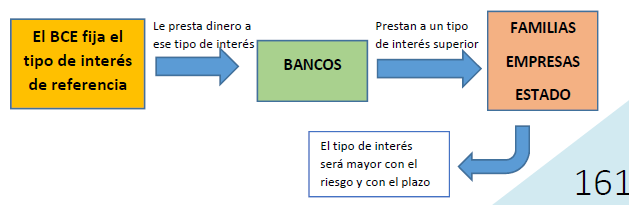 El BCE fija el
tipo de interés
de referencia
Le presta dinero a
ese tipo de interés
BANCOS
Prestan a un tipo
de interés superior
FAMILIAS
EMPRESAS
ESTADO
El tipo de interés
será mayor con el
riesgo y con el plazo
161